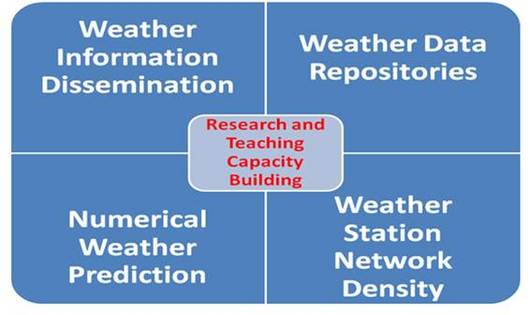 Weather
Information
Dissemination
Weather Data
Repositories
Research and
Teaching
Capacity
Building
Numerical
Weather
Prediction
Weather
Station
Network
Density